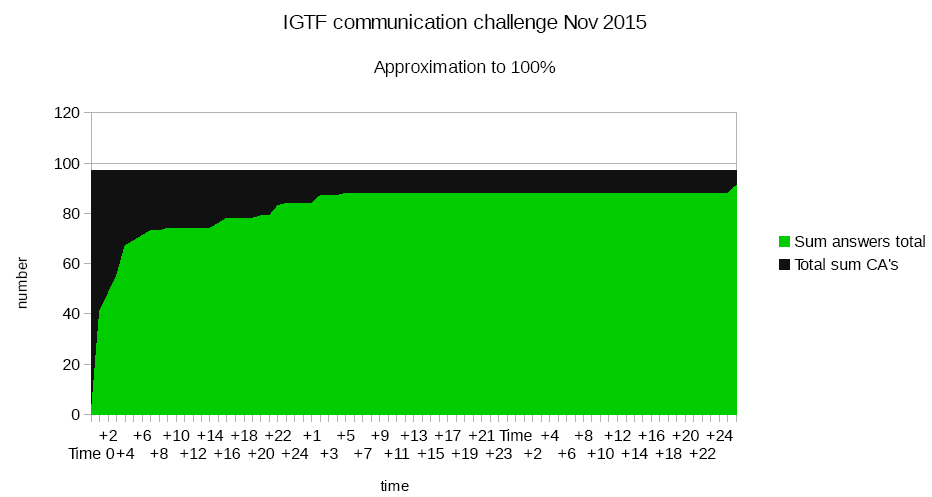 IGTF communication challenge Nov 2015
Approximation to 100%
120
100
80
60
40
20
0
number
Sum answers total
Total sum CA's
+2 +6 +10 +14 +18 +22 +1 +5 +9 +13 +17 +21 Time +4 +8 +12 +16 +20 +24
Time 0 +4 +8 +12 +16 +20 +24 +3 +7 +11 +15 +19 +23 +2 +6 +10 +14 +18 +22
time